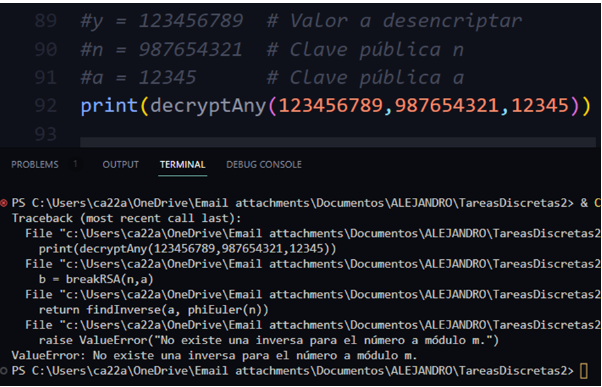 89 #y = 123456789 # Valor a desencriptar
90 #n = 987654321 # Clave pública n
91 #a = 12345 # Clave pública a
92 print(decryptAny(123456789,987654321,12345))
93
PROBLEMS 1 OUTPUT TERMINAL DEBUG CONSOLE
PS C:\Users\ca22a\OneDrive\Email attachments\Documentos\ALEJANDRO\TareasDiscretas2> & C
Traceback (most recent call last):
File "c:\Users\ca22a\OneDrive\Email attachments\Documentos\ALEJANDRO\TareasDiscretas2
print(decryptAny(123456789,987654321,12345))
File "c:\Users\ca22a\OneDrive\Email attachments\Documentos\ALEJANDRO\TareasDiscretas2
b = breakRSA(n,a)
File "c:\Users\ca22a\OneDrive\Email attachments\Documentos\ALEJANDRO\TareasDiscretas2
return findInverse(a, phiEuler(n))
File "c:\Users\ca22a\OneDrive\Email attachments\Documentos\ALEJANDRO\TareasDiscretas2
raise ValueError("No existe una inversa para el número a módulo m.")
ValueError: No existe una inversa para el número a módulo m.
PS C:\Users\ca22a\OneDrive\Email attachments\Documentos\ALEJANDRO\TareasDiscretas2>